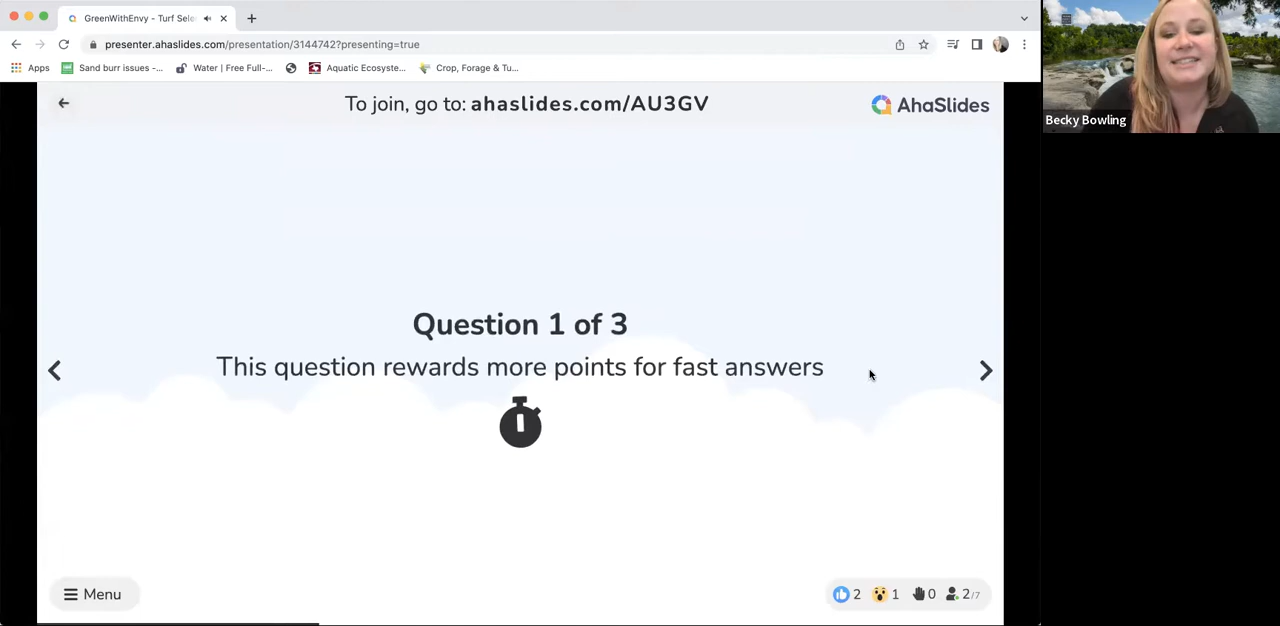 GreenWithEnvy - Turf Sele
presenter.ahaslides.com/presentation/3144742?presenting=true
Apps
Sand burr issues -...
Water | Free Full-...
Aquatic Ecosyste...
Crop, Forage & Tu...
To join, go to: ahaslides.com/AU3GV
AhaSlides
Becky Bowling
Question 1 of 3
This question rewards more points for fast answers
Menu
2
1
0
2/7